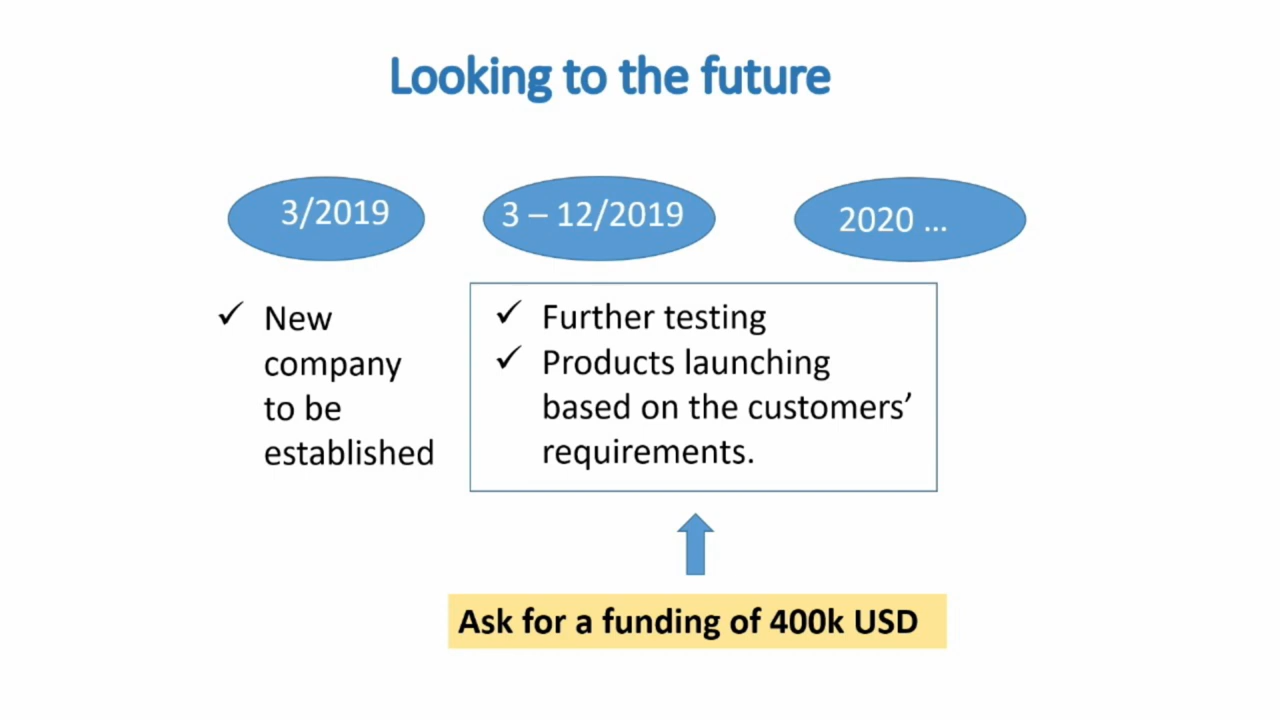 Looking to the future
3/2019
3 – 12/2019
2020 ...
✓ New
company
to be
established
✓ Further testing
✓ Products launching
based on the customers’
requirements.
Ask for a funding of 400k USD